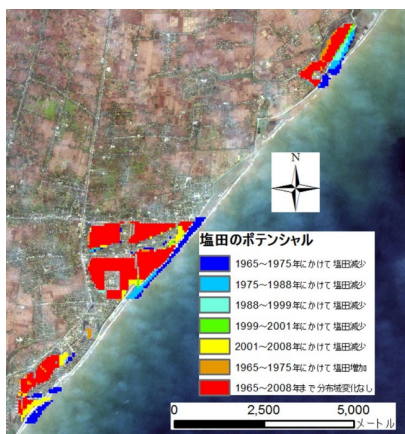 N
塩田のポテンシャル
1965～1975年にかけて 塩田減少
1975～1988年にかけて 塩田減少
1988～1999年にかけて 塩田減少
1999～2001年にかけて 塩田減少
2001～2008年にかけて 塩田減少
1965～1975年にかけて 塩田増加
1965～2008年まで 分布域変化なし
0 2,500 5,000
メートル